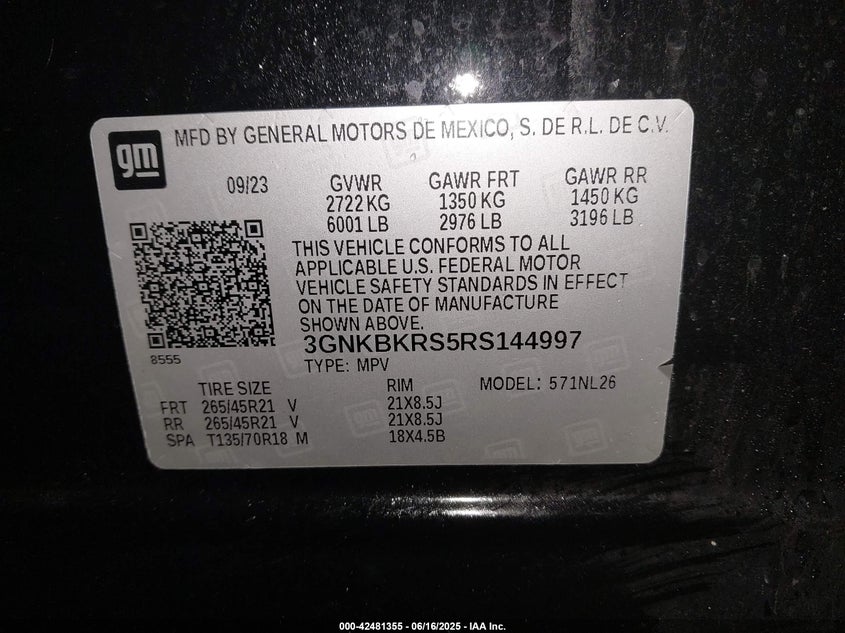 gm
MFD BY GENERAL MOTORS DE MEXICO, S. DE R.L. DE C.V.
09/23
GVWR GAWR FRT GAWR RR
2722 KG 1350 KG 1450 KG
6001 LB 2976 LB 3196 LB
THIS VEHICLE CONFORMS TO ALL
APPLICABLE U.S. FEDERAL MOTOR
VEHICLE SAFETY STANDARDS IN EFFECT
ON THE DATE OF MANUFACTURE
SHOWN ABOVE.
8555
3GNKBKRS5RS144997
TYPE: MPV
TIRE SIZE RIM MODEL: 571NL26
FRT 265/45R21 V 21X8.5J
RR 265/45R21 V 21X8.5J
SPA T135/70R18 M 18X4.5B
000-42481355 - 06/16/2025 - IAA Inc.